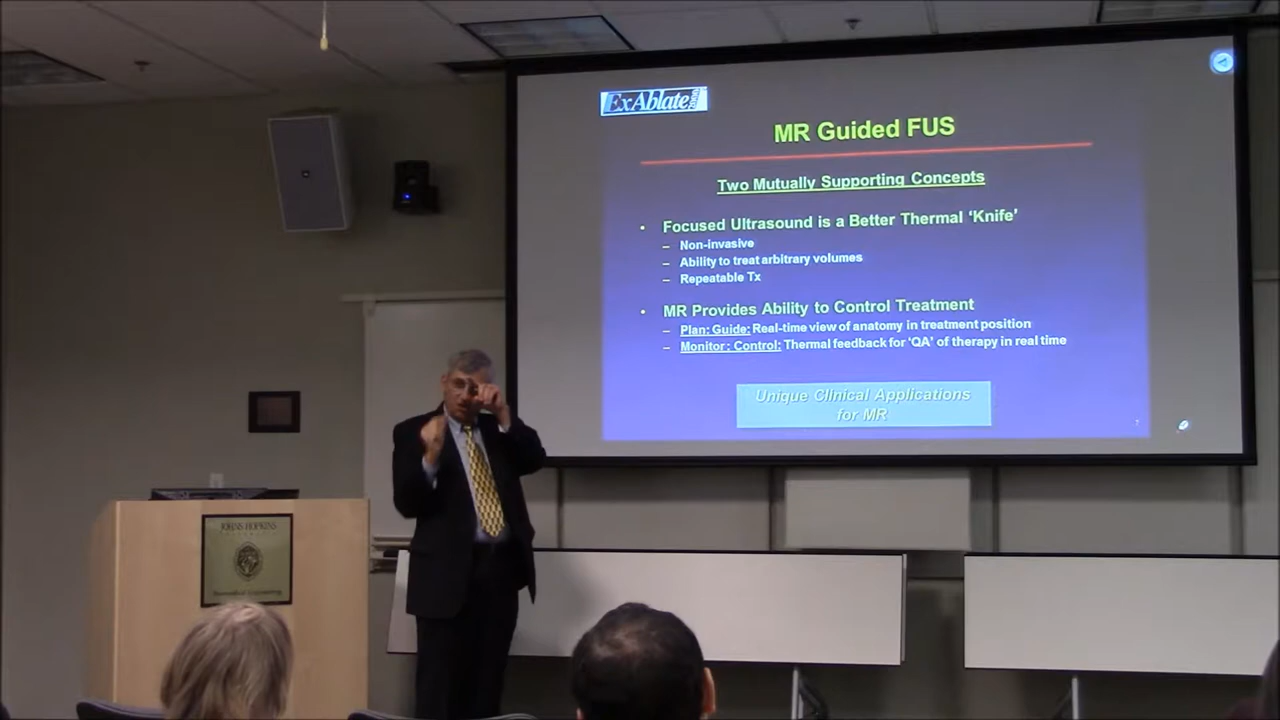 ExAblate 2000
MR Guided FUS
Two Mutually Supporting Concepts
• Focused Ultrasound is a Better Thermal ‘Knife’
– Non-invasive
– Ability to treat arbitrary volumes
– Repeatable Tx
• MR Provides Ability to Control Treatment
– Plan: Guide: Real-time view of anatomy in treatment position
– Monitor: Control: Thermal feedback for ‘QA’ of therapy in real time
Unique Clinical Applications
for MR
JOHNS HOPKINS
Biomedical Engineering